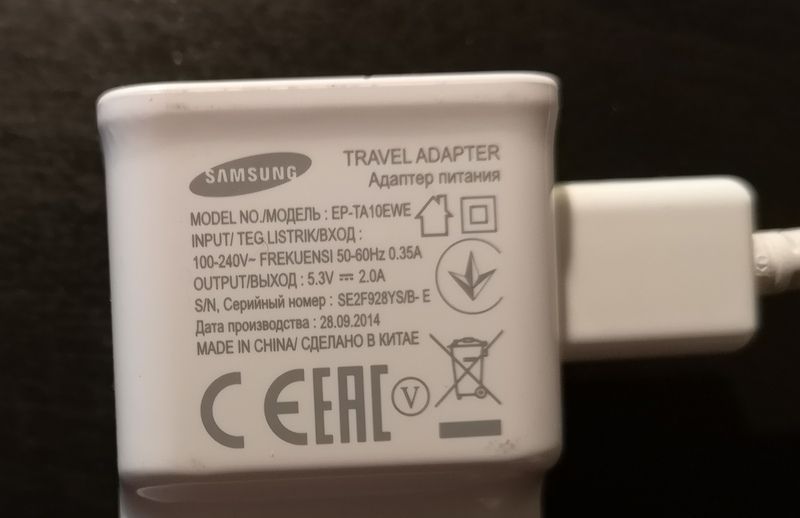 SAMSUNG
TRAVEL ADAPTER
Адаптер питания
MODEL NO./МОДЕЛЬ : EP-TA10EWE
INPUT/ TEG.LISTRIK/ВХОД :
100-240V~ FREKUENSI 50-60Hz 0.35A
OUTPUT/ВЫХОД : 5.3V ⎓ 2.0A
S/N, Серийный номер : SE2F928YS/B- E
Дата производства : 28.09.2014
MADE IN CHINA/ СДЕЛАНО В КИТАЕ
CE EAC V